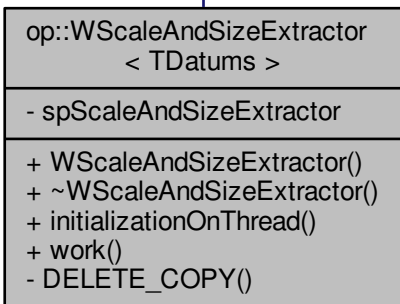 op::WScaleAndSizeExtractor
< TDatums >
- spScaleAndSizeExtractor
+ WScaleAndSizeExtractor()
+ ~WScaleAndSizeExtractor()
+ initializationOnThread()
+ work()
- DELETE_COPY()